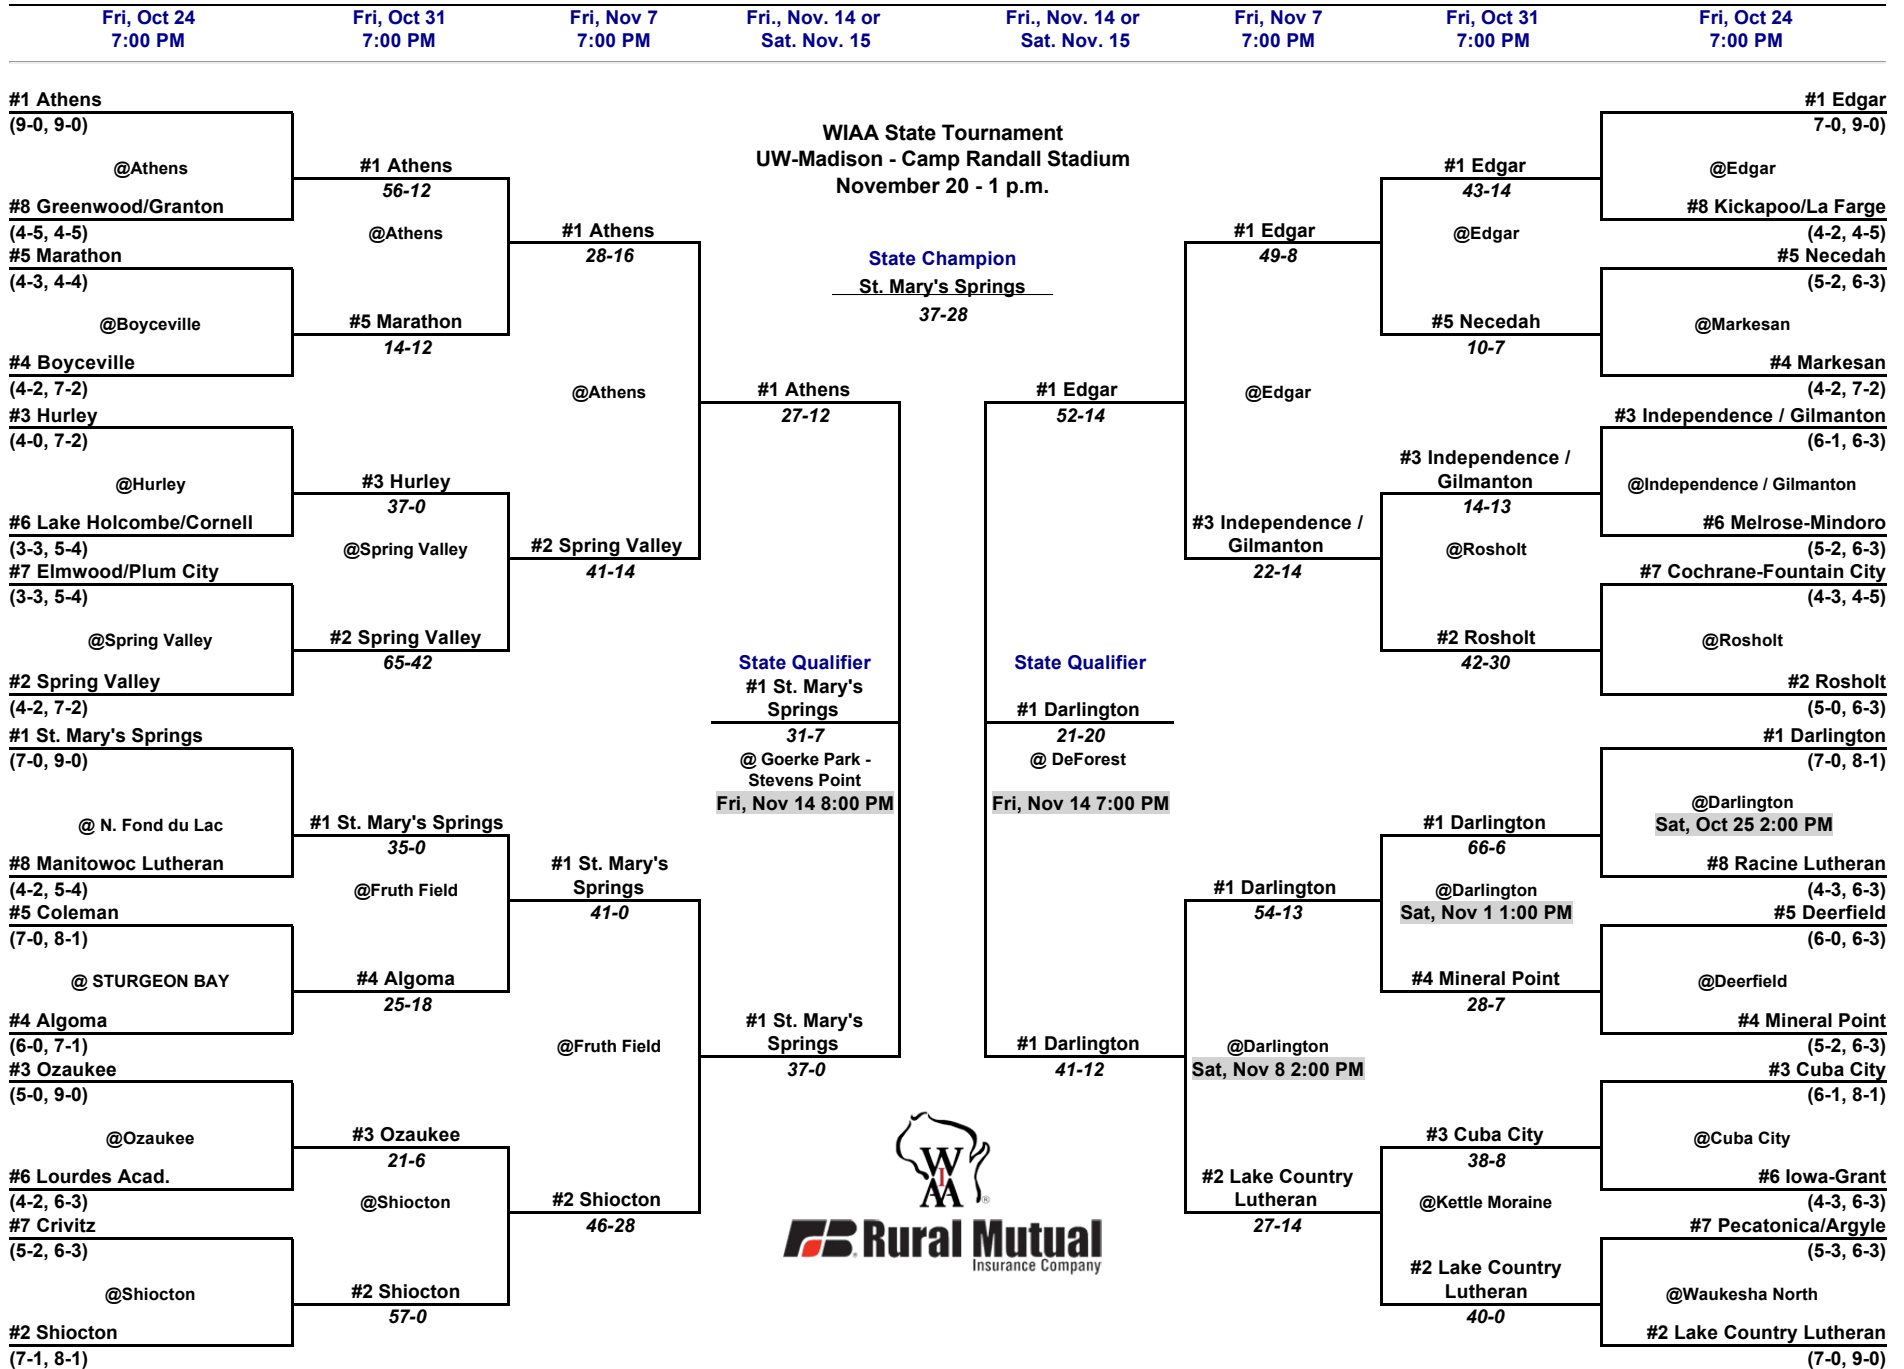 Fri, Oct 24
7:00 PM
Fri, Oct 31
7:00 PM
Fri, Nov 7
7:00 PM
Fri., Nov. 14 or
Sat. Nov. 15
Fri., Nov. 14 or
Sat. Nov. 15
Fri, Nov 7
7:00 PM
Fri, Oct 31
7:00 PM
Fri, Oct 24
7:00 PM
#1 Athens
(9-0, 9-0)
@Athens
#8 Greenwood/Granton
(4-5, 4-5)
#5 Marathon
(4-3, 4-4)
@Boyceville
#4 Boyceville
(4-2, 7-2)
#3 Hurley
(4-0, 7-2)
@Hurley
#6 Lake Holcombe/Cornell
(3-3, 5-4)
#7 Elmwood/Plum City
(3-3, 5-4)
@Spring Valley
#2 Spring Valley
(4-2, 7-2)
#1 St. Mary's Springs
(7-0, 9-0)
@ N. Fond du Lac
#8 Manitowoc Lutheran
(4-2, 5-4)
#5 Coleman
(7-0, 8-1)
@ STURGEON BAY
#4 Algoma
(6-0, 7-1)
#3 Ozaukee
(5-0, 9-0)
@Ozaukee
#6 Lourdes Acad.
(4-2, 6-3)
#7 Crivitz
(5-2, 6-3)
@Shiocton
#2 Shiocton
(7-1, 8-1)
#1 Athens
56-12
@Athens
#5 Marathon
14-12
#3 Hurley
37-0
@Spring Valley
#2 Spring Valley
65-42
#1 St. Mary's Springs
35-0
@Fruth Field
#4 Algoma
25-18
#3 Ozaukee
21-6
@Shiocton
#2 Shiocton
57-0
#1 Athens
28-16
@Athens
#2 Spring Valley
41-14
#1 St. Mary's
Springs
41-0
@Fruth Field
#2 Shiocton
46-28
#1 Athens
27-12
State Qualifier
#1 St. Mary's
Springs
31-7
@ Goerke Park -
Stevens Point
Fri, Nov 14 8:00 PM
#1 St. Mary's
Springs
37-0
WIAA State Tournament
UW-Madison - Camp Randall Stadium
November 20 - 1 p.m.
State Champion
St. Mary's Springs
37-28
WIAA
®
Rural Mutual
Insurance Company
#1 Edgar
52-14
State Qualifier
#1 Darlington
21-20
@ DeForest
Fri, Nov 14 7:00 PM
#1 Darlington
41-12
#1 Edgar
49-8
@Edgar
#3 Independence /
Gilmanton
22-14
#1 Darlington
54-13
@Darlington
Sat, Nov 8 2:00 PM
#2 Lake Country
Lutheran
27-14
#1 Edgar
43-14
@Edgar
#5 Necedah
10-7
#3 Independence /
Gilmanton
14-13
@Rosholt
#2 Rosholt
42-30
#1 Darlington
66-6
@Darlington
Sat, Nov 1 1:00 PM
#4 Mineral Point
28-7
#3 Cuba City
38-8
@Kettle Moraine
#2 Lake Country
Lutheran
40-0
#1 Edgar
7-0, 9-0)
@Edgar
#8 Kickapoo/La Farge
(4-2, 4-5)
#5 Necedah
(5-2, 6-3)
@Markesan
#4 Markesan
(4-2, 7-2)
#3 Independence / Gilmanton
(6-1, 6-3)
@Independence / Gilmanton
#6 Melrose-Mindoro
(5-2, 6-3)
#7 Cochrane-Fountain City
(4-3, 4-5)
@Rosholt
#2 Rosholt
(5-0, 6-3)
#1 Darlington
(7-0, 8-1)
@Darlington
Sat, Oct 25 2:00 PM
#8 Racine Lutheran
(4-3, 6-3)
#5 Deerfield
(6-0, 6-3)
@Deerfield
#4 Mineral Point
(5-2, 6-3)
#3 Cuba City
(6-1, 8-1)
@Cuba City
#6 Iowa-Grant
(4-3, 6-3)
#7 Pecatonica/Argyle
(5-3, 6-3)
@Waukesha North
#2 Lake Country Lutheran
(7-0, 9-0)